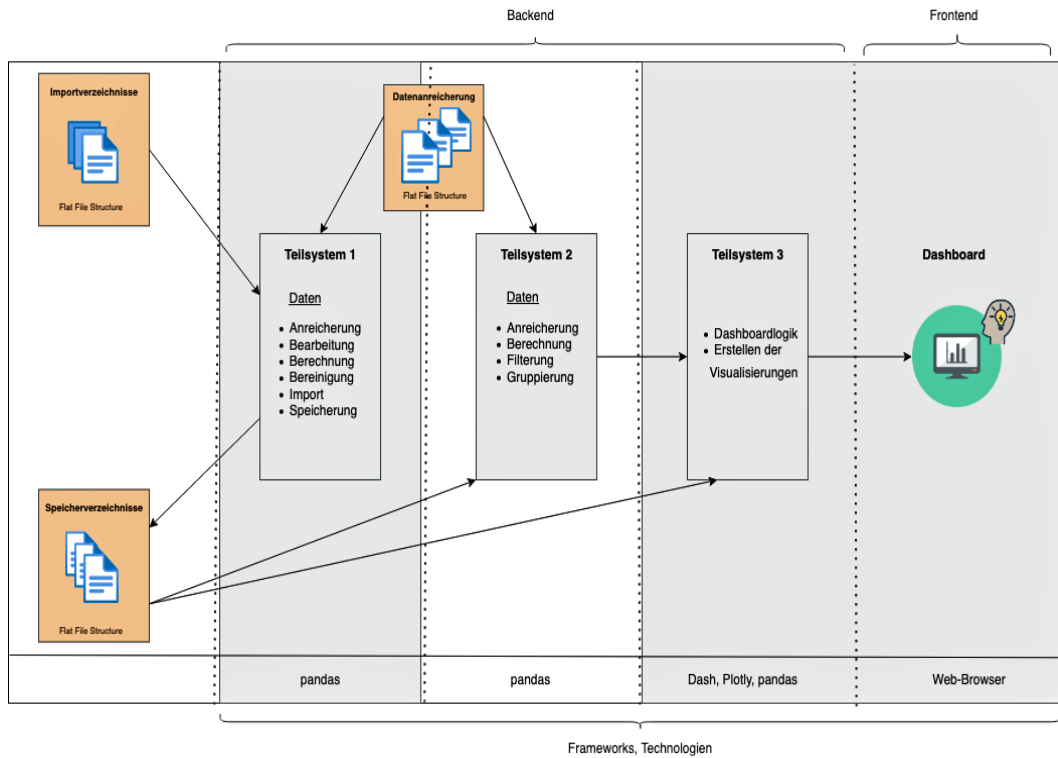 Backend
Frontend
Importverzeichnisse
Flat File Structure
Datenanreicherung
Flat File Structure
Teilsystem 1
Daten
• Anreicherung
• Bearbeitung
• Berechnung
• Bereinigung
• Import
• Speicherung
Teilsystem 2
Daten
• Anreicherung
• Berechnung
• Filterung
• Gruppierung
Teilsystem 3
• Dashboardlogik
• Erstellen der
Visualisierungen
Dashboard
Speicherverzeichnisse
Flat File Structure
pandas
pandas
Dash, Plotly, pandas
Web-Browser
Frameworks, Technologien